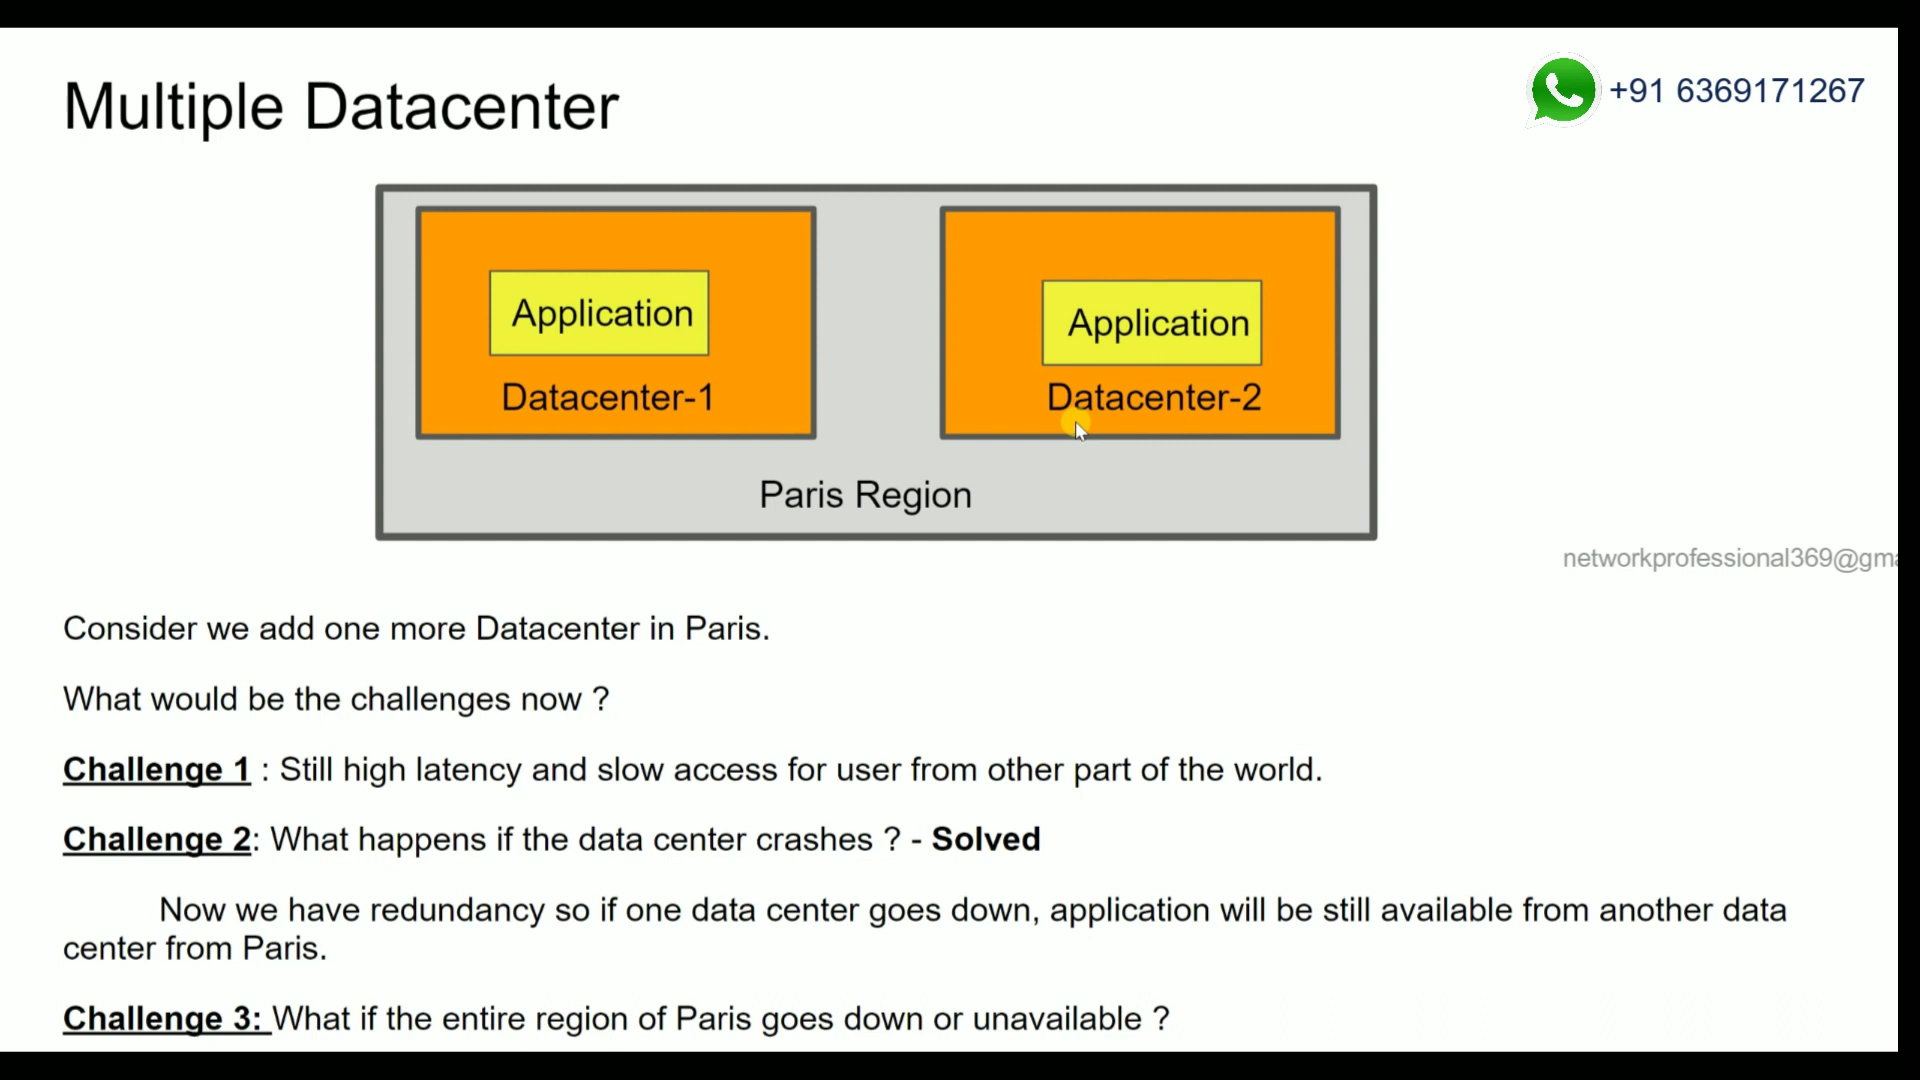 Multiple Datacenter
+91 6369171267
Application
Application
Datacenter-1
Datacenter-2
Paris Region
networkprofessional369@gma
Consider we add one more Datacenter in Paris.
What would be the challenges now ?
Challenge 1 : Still high latency and slow access for user from other part of the world.
Challenge 2: What happens if the data center crashes ? - Solved
Now we have redundancy so if one data center goes down, application will be still available from another data
center from Paris.
Challenge 3: What if the entire region of Paris goes down or unavailable ?